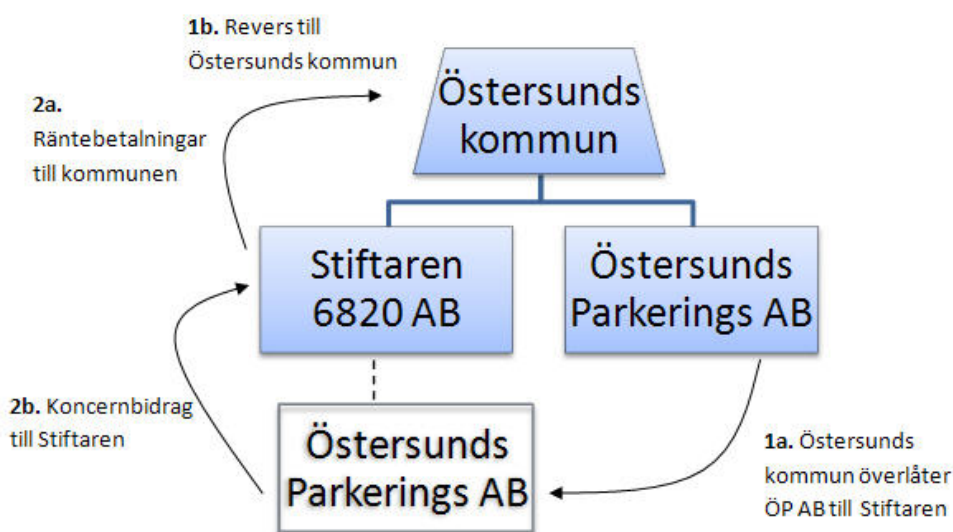 1b. Revers till
Östersunds kommun
Östersunds
kommun
2a.
Räntebetalningar
till kommunen
Stiftaren
6820 AB
Östersunds
Parkerings AB
2b. Koncernbidrag
till Stiftaren
Östersunds
Parkerings AB
1a. Östersunds
kommun överlåter
ÖP AB till Stiftaren